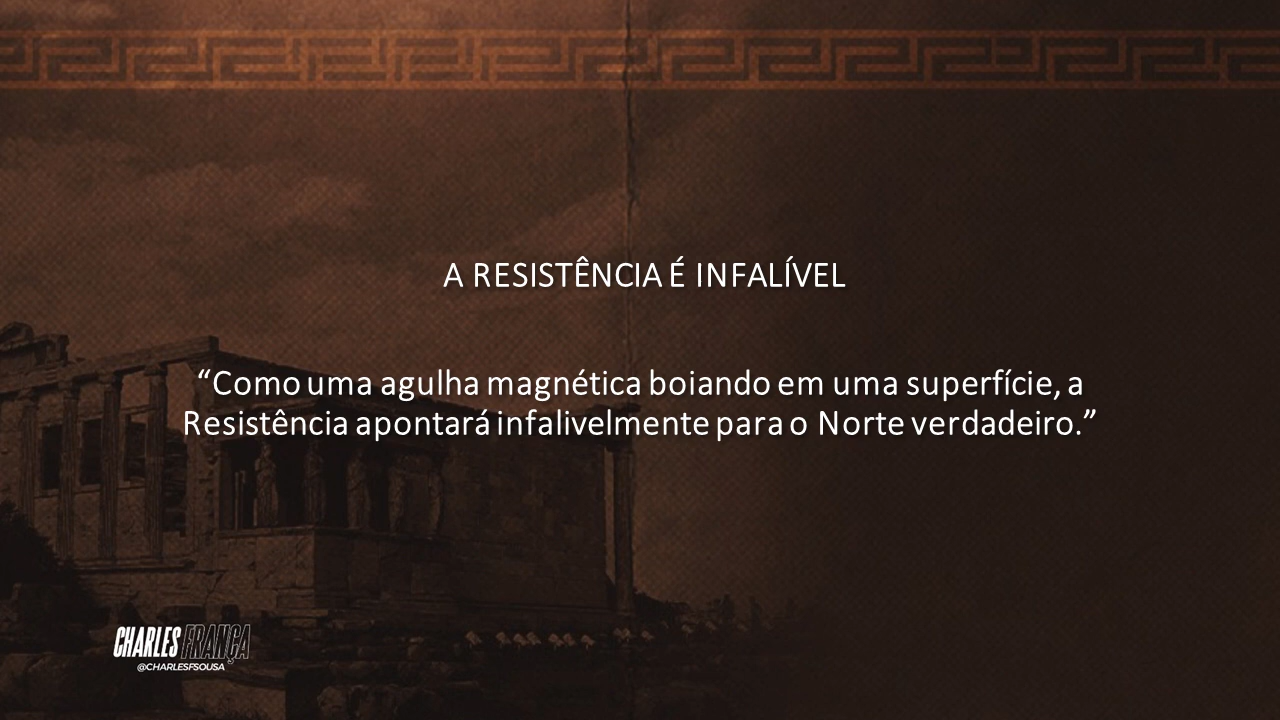 A RESISTÊNCIA É INFALÍVEL
“Como uma agulha magnética boiando em uma superfície, a
Resistência apontará infalivelmente para o Norte verdadeiro.”
CHARLES FRANÇA
@CHARLESFSOUSA